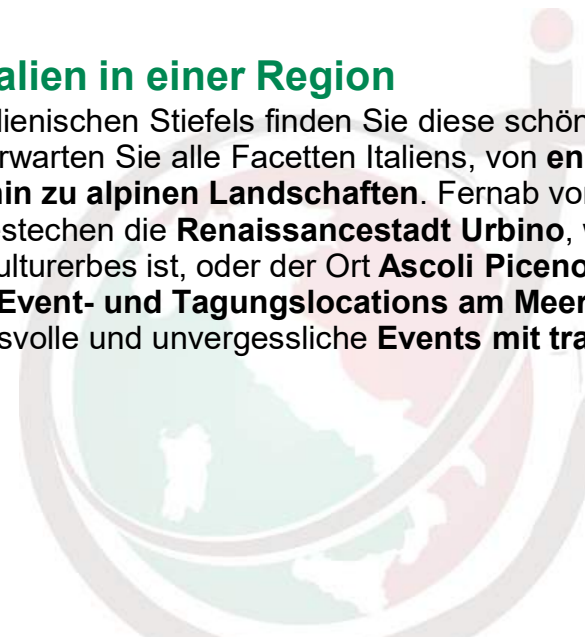 alien in einer Region
lienischen Stiefels finden Sie diese schön
rwarten Sie alle Facetten Italiens, von en
in zu alpinen Landschaften. Fernab vo
stechen die Renaissancestadt Urbino,
ulturerbes ist, oder der Ort Ascoli Piceno
Event- und Tagungslocations am Meer
svolle und unvergessliche Events mit tra